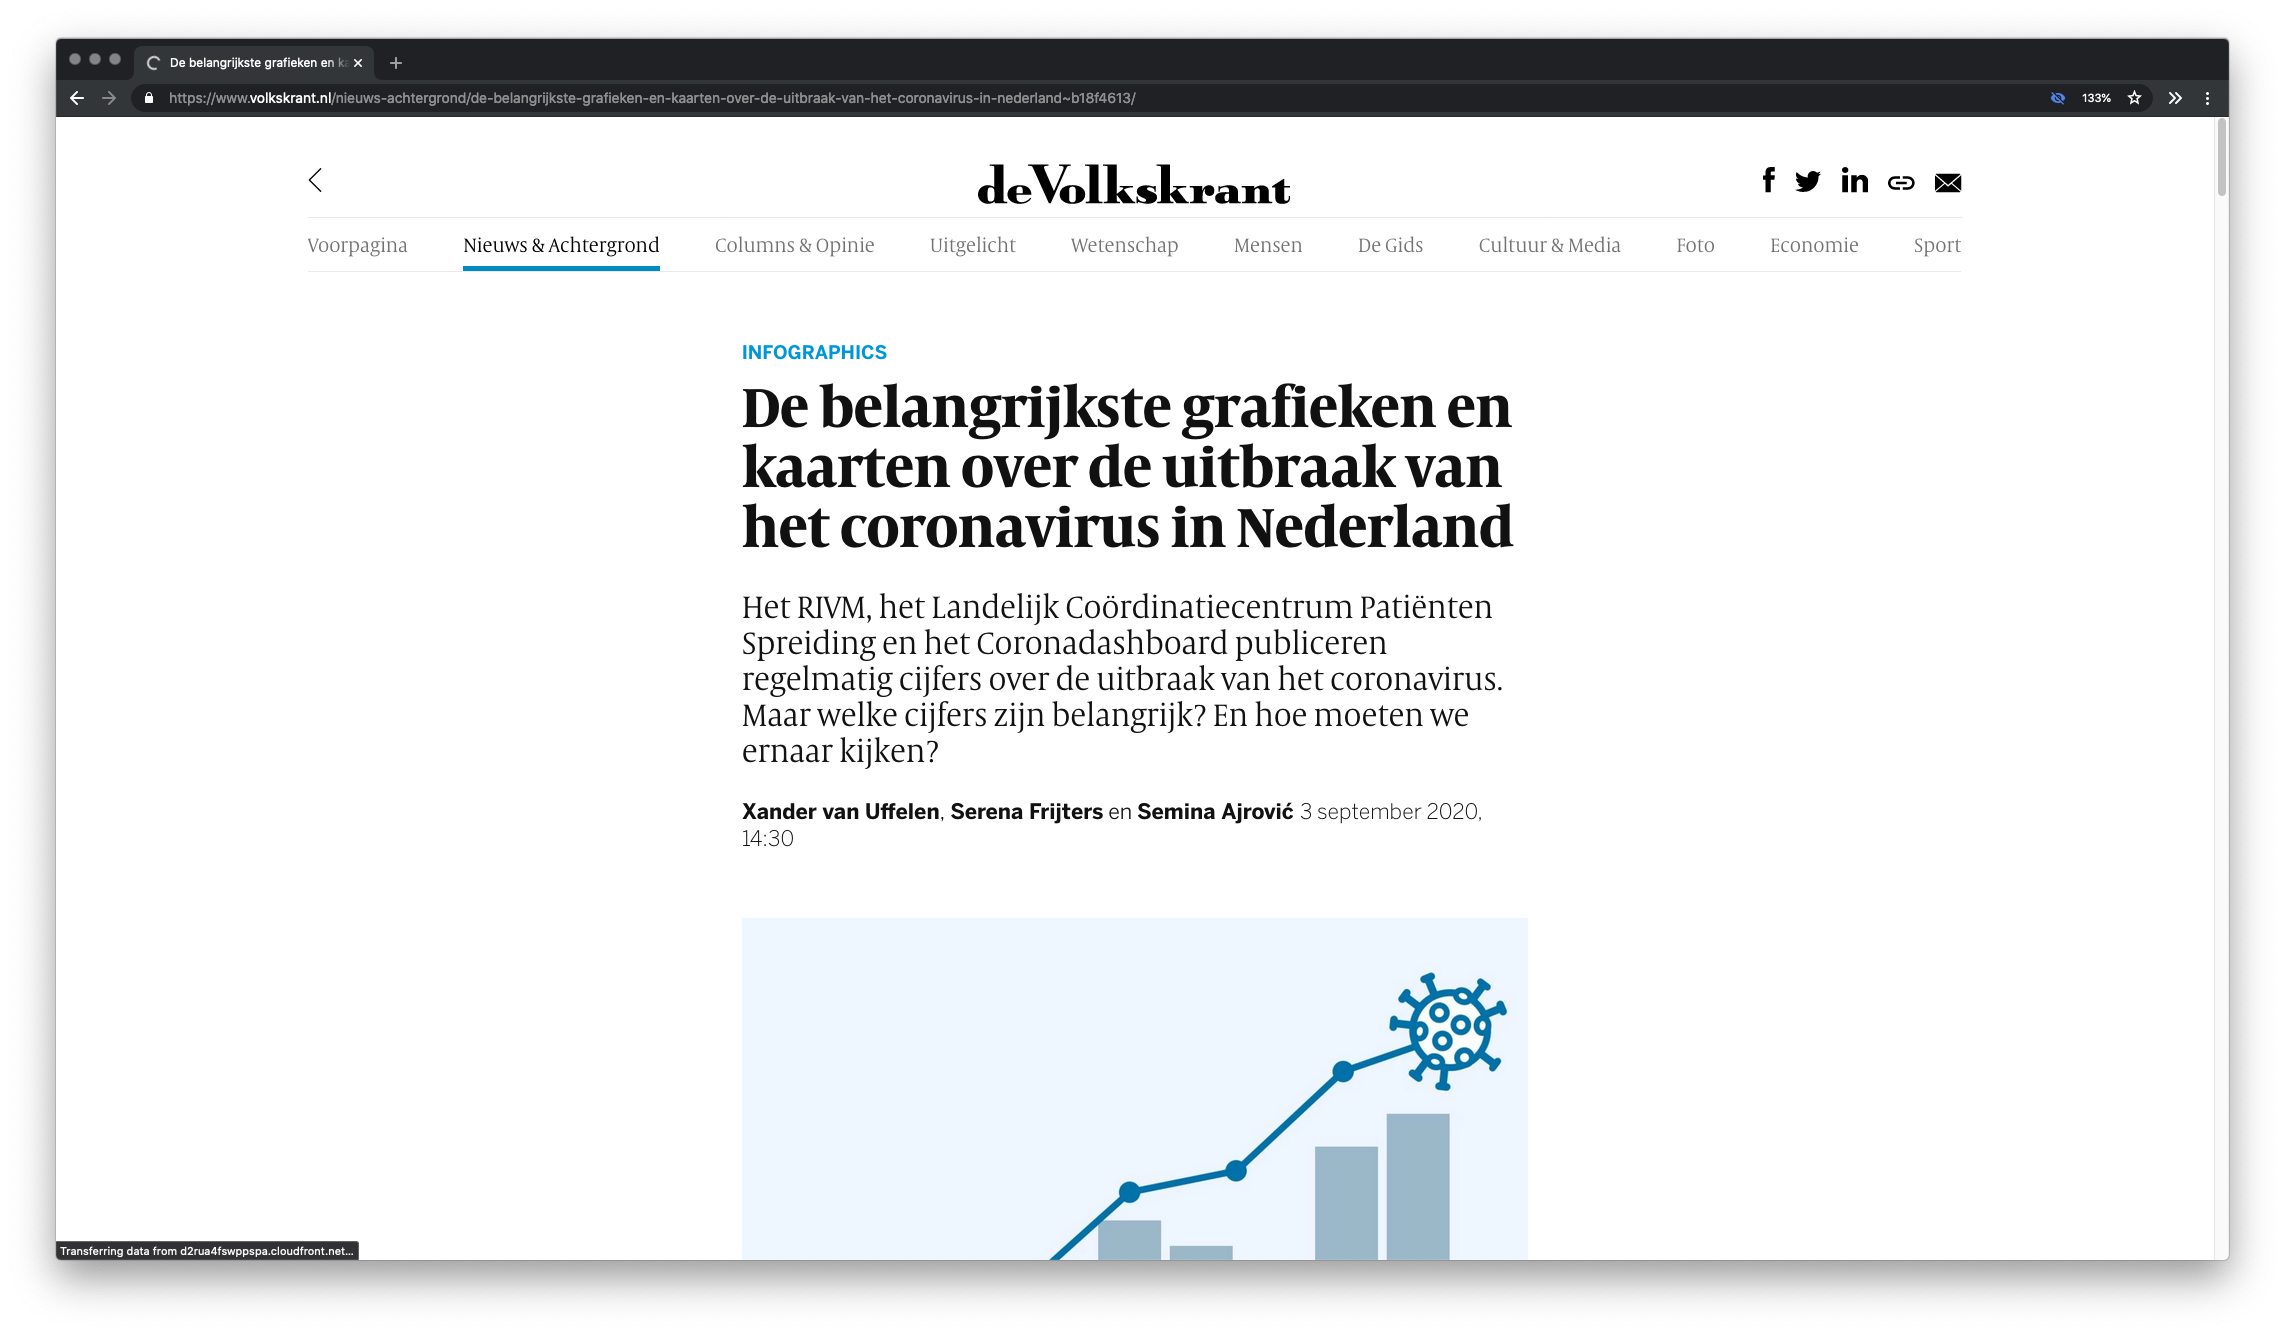 De belangrijkste grafieken en k
https://www.volkskrant.nl/nieuws-achtergrond/de-belangrijkste-grafieken-en-kaarten-over-de-uitbraak-van-het-coronavirus-in-nederland~b18f4613/
133%
deVolkskrant
Voorpagina Nieuws & Achtergrond Columns & Opinie Uitgelicht Wetenschap Mensen De Gids Cultuur & Media Foto Economie Sport
INFOGRAPHICS
De belangrijkste grafieken en
kaarten over de uitbraak van
het coronavirus in Nederland
Het RIVM, het Landelijk Coördinatiecentrum Patiënten
Spreiding en het Coronadashboard publiceren
regelmatig cijfers over de uitbraak van het coronavirus.
Maar welke cijfers zijn belangrijk? En hoe moeten we
ernaar kijken?
Xander van Uffelen, Serena Frijters en Semina Ajrović 3 september 2020,
14:30
Transferring data from d2rua4fswppspa.cloudfront.net...